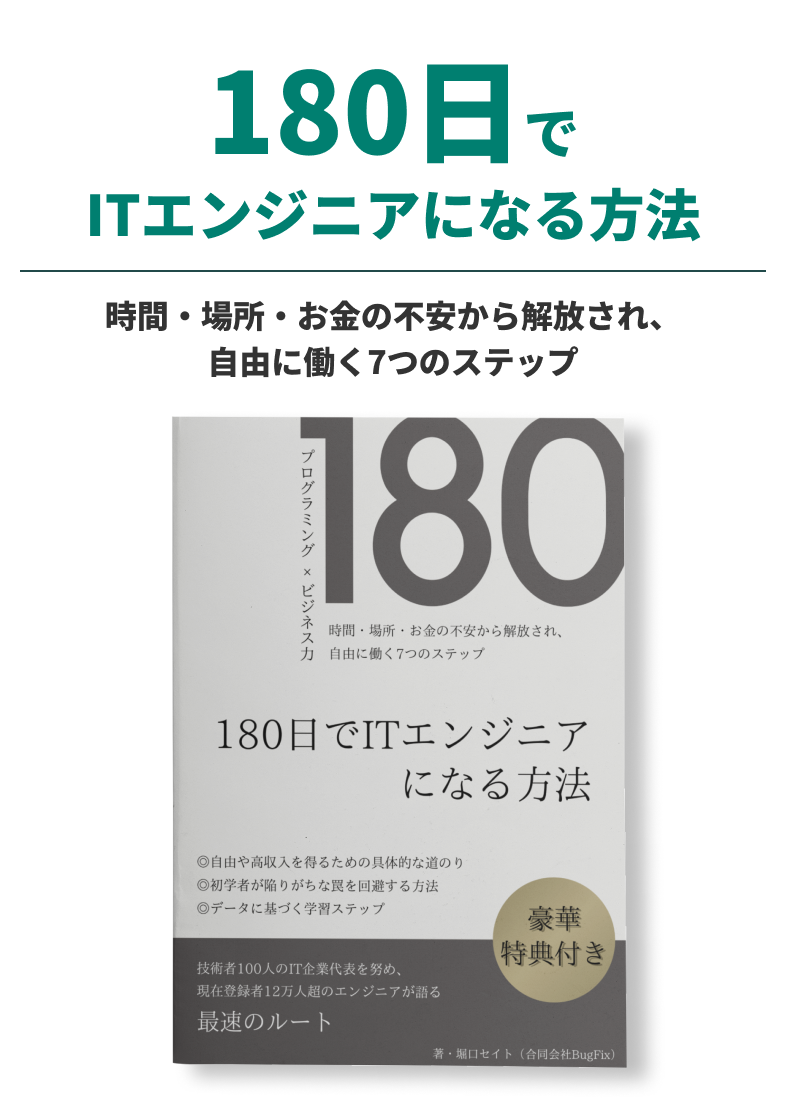 180日で
ITエンジニアになる方法
時間・場所・お金の不安から解放され、
自由に働く7つのステップ
180
プログラミング × ビジネス力
時間・場所・お金の不安から解放され、
自由に働く7つのステップ
180日でITエンジニア
になる方法
◎自由や高収入を得るための具体的な道のり
◎初学者が陥りがちな罠を回避する方法
◎データに基づく学習ステップ
豪華
特典付き
技術者100人のIT企業代表を努め、
現在登録者12万人超のエンジニアが語る
最速のルート
著・堀口セイト（合同会社BugFix）